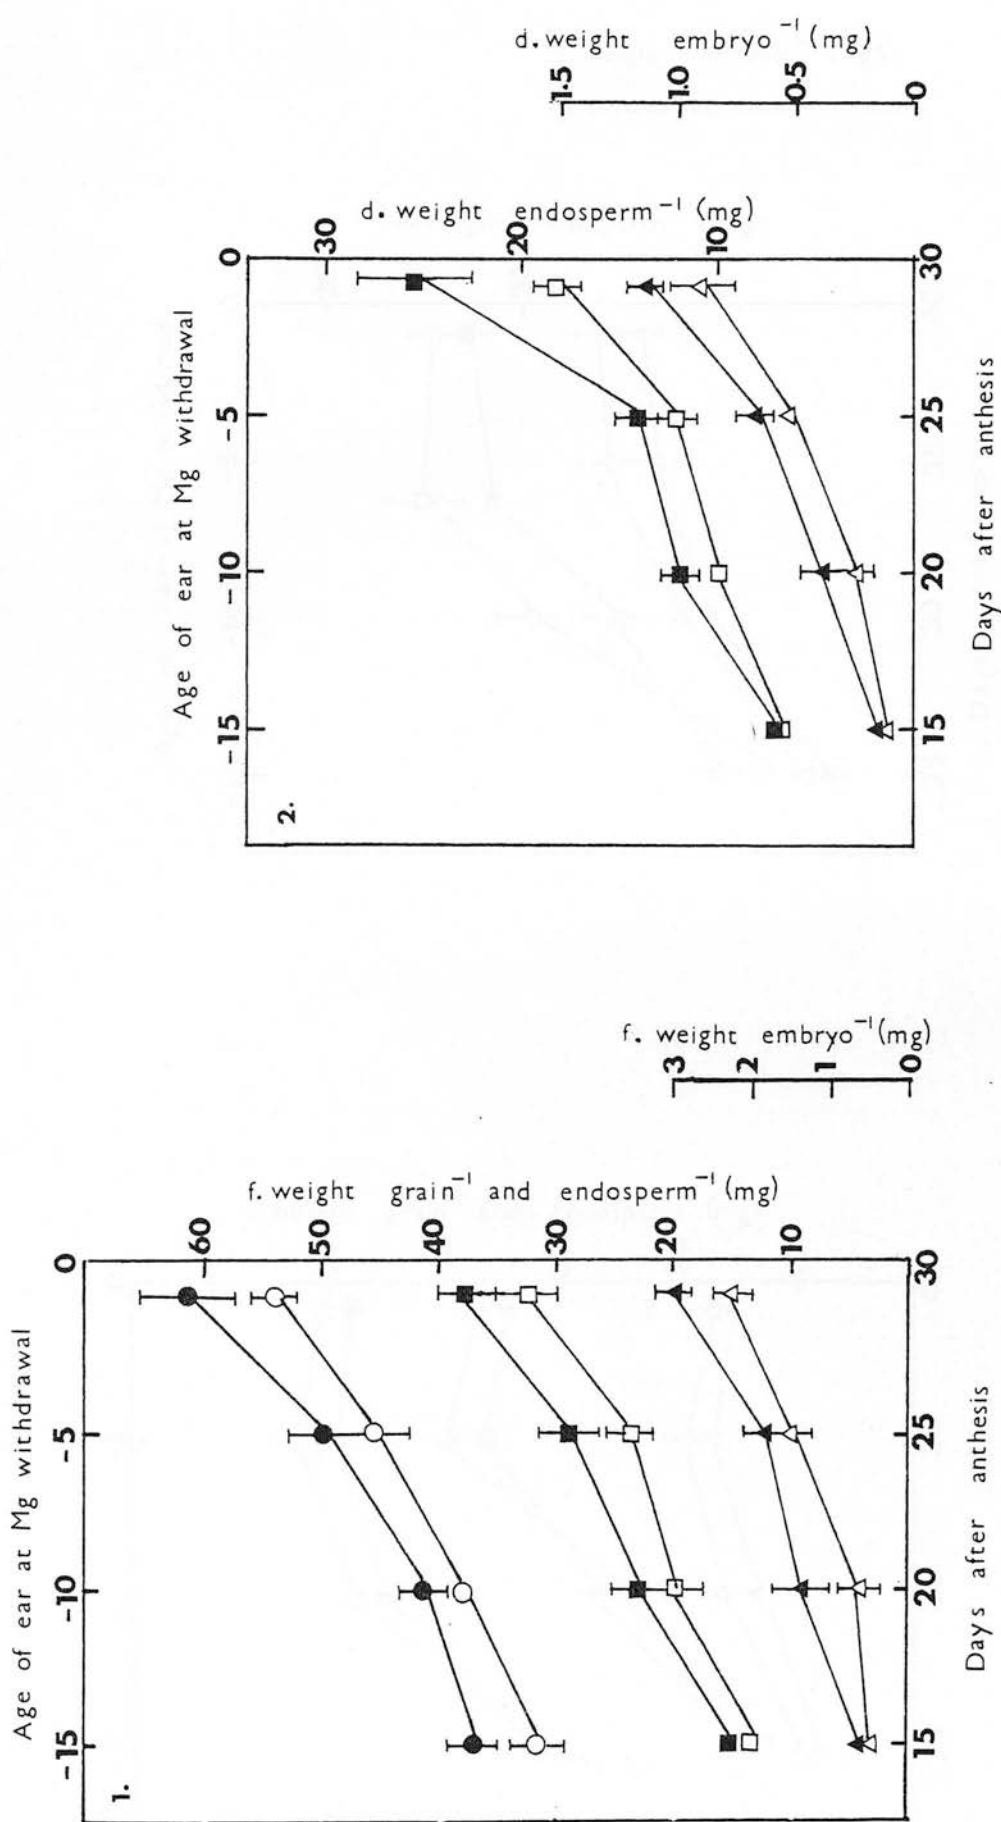 Age of ear at Mg withdrawal
-15 -10 -5 0
1.
60
50
40
30
20
10
f. weight grain⁻¹ and endosperm⁻¹ (mg)
3
2
1
0
f. weight embryo⁻¹ (mg)
15 20 25 30
Days after anthesis
Age of ear at Mg withdrawal
-15 -10 -5 0
2.
30
20
10
d. weight endosperm⁻¹ (mg)
1·5
1·0
0·5
0
d. weight embryo⁻¹ (mg)
15 20 25 30
Days after anthesis